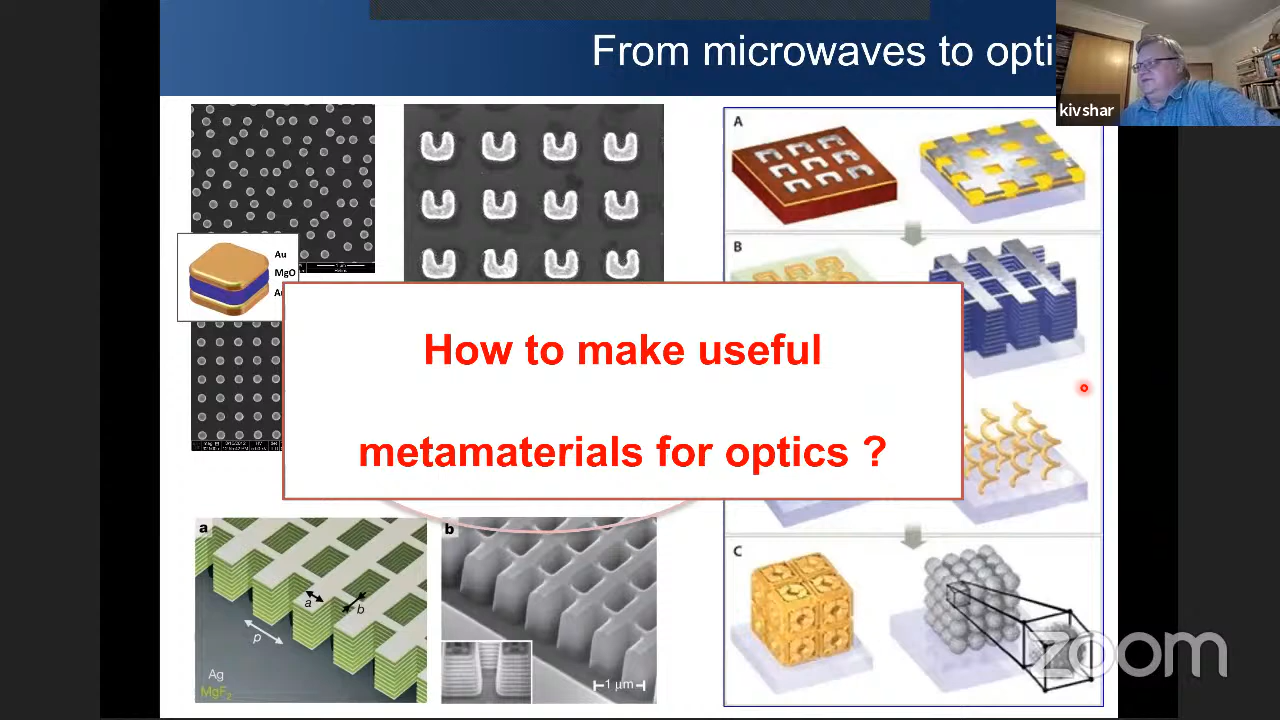 From microwaves to opti
kivshar
A
Au
MgO
B
How to make useful
metamaterials for optics ?
a
b
C
a
b
p
Ag
MgF2
1 μm
zoom